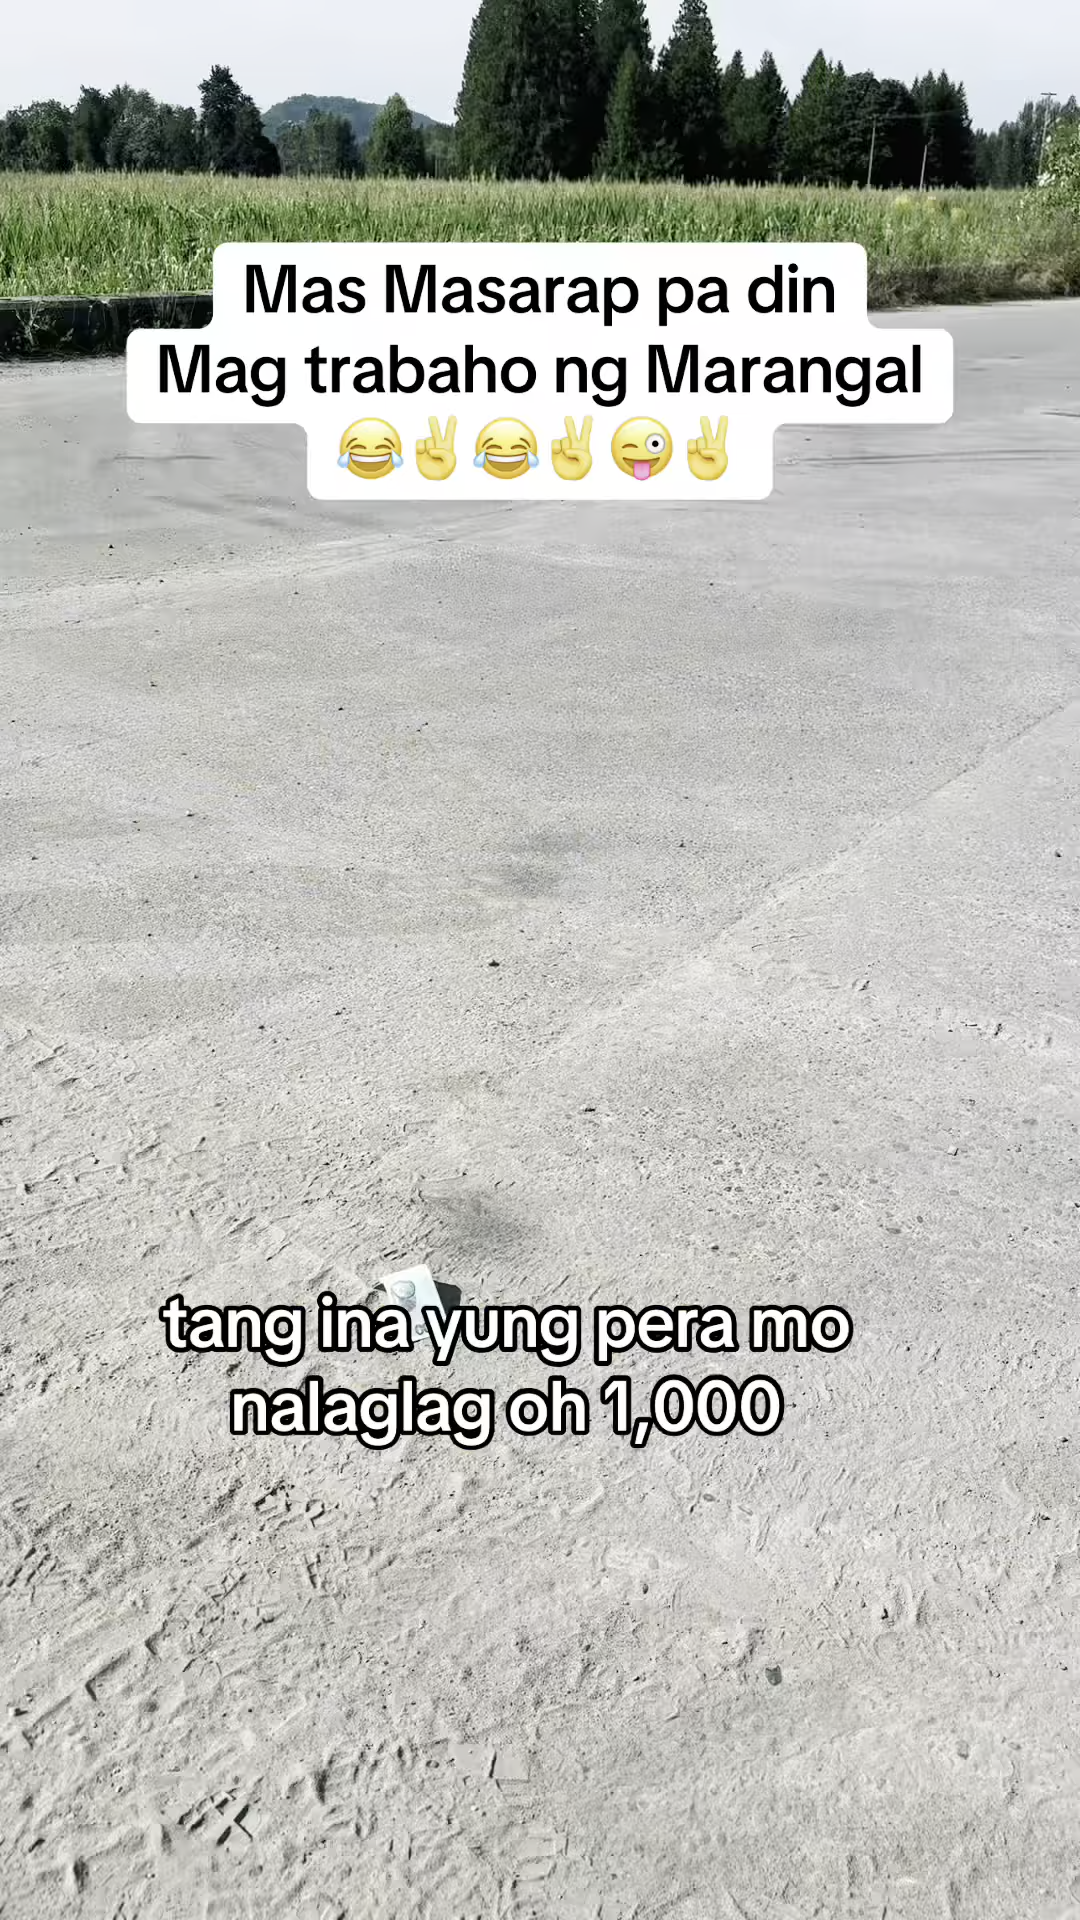 Mas Masarap pa din
Mag trabaho ng Marangal
😂✌️😂✌️😜✌️
tang ina yung pera mo
nalaglag oh 1,000